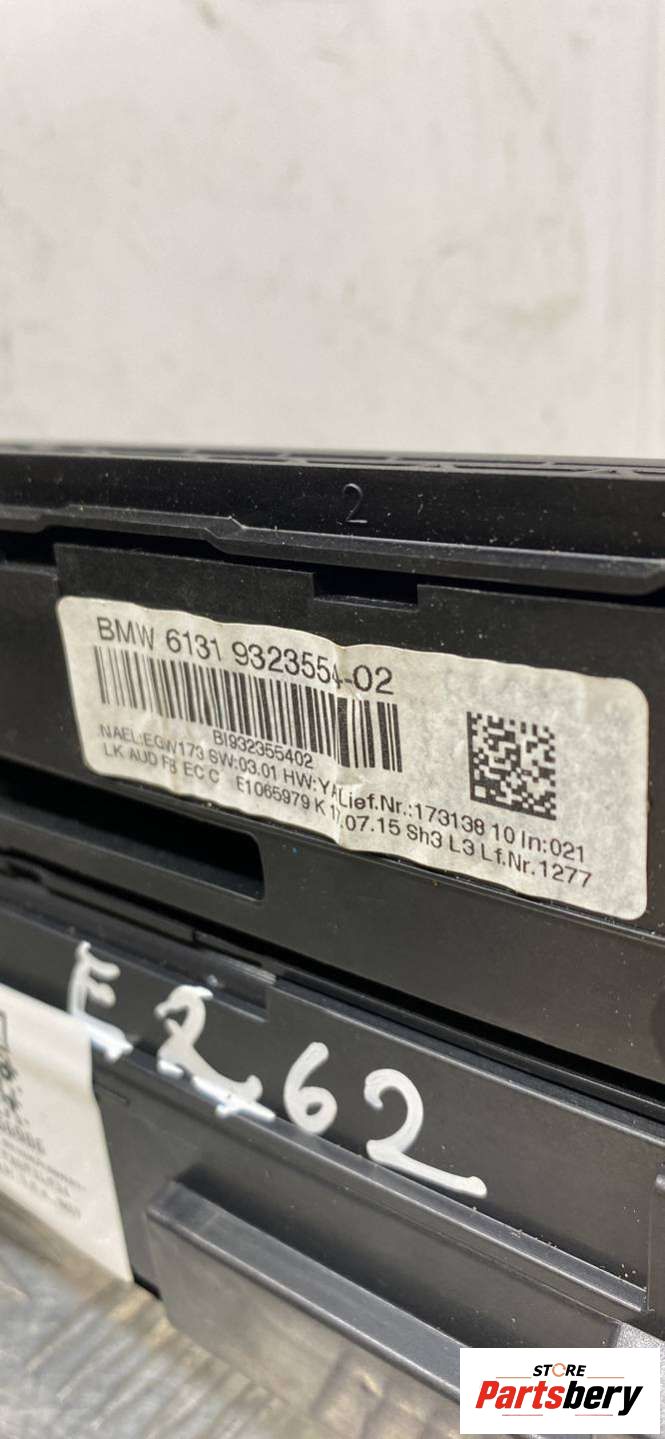 2
BMW 6131 9323554-02
BI932355402
NAEL:EGW173 SW:03.01 HW:YA Lief.Nr.:173138 10 In:021
LK AUD FB EC C E1065979 K 17.07.15 Sh3 L3 Lf.Nr.1277
E262
STORE
Partsbery